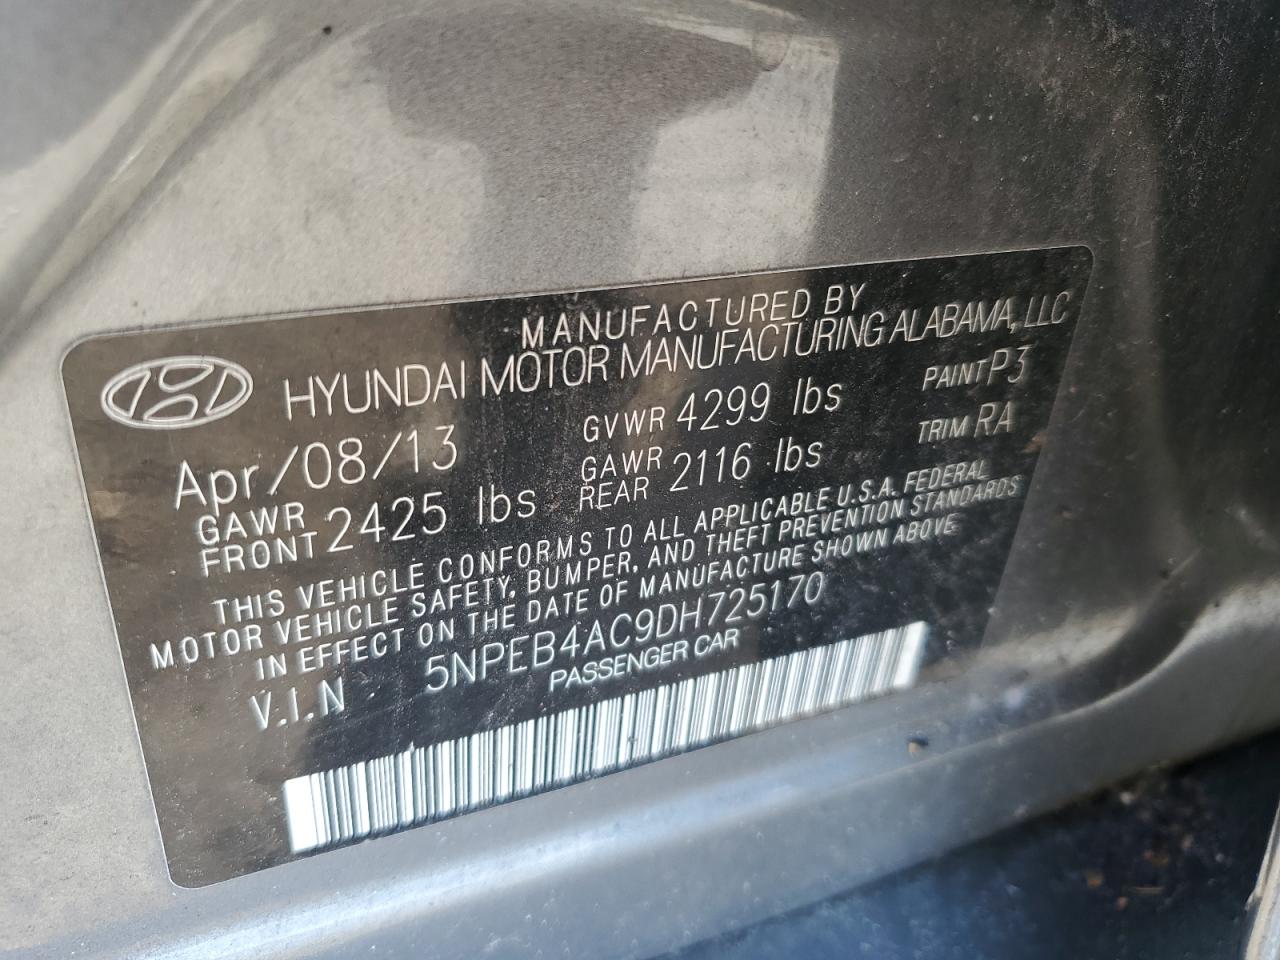 MANUFACTURED BY
HYUNDAI MOTOR MANUFACTURING ALABAMA, LLC
Apr/08/13 GVWR 4299 lbs PAINT P3
GAWR FRONT 2425 lbs GAWR REAR 2116 lbs TRIM RA
THIS VEHICLE CONFORMS TO ALL APPLICABLE U.S.A. FEDERAL
MOTOR VEHICLE SAFETY, BUMPER, AND THEFT PREVENTION STANDARDS
IN EFFECT ON THE DATE OF MANUFACTURE SHOWN ABOVE
V.I.N 5NPEB4AC9DH725170
PASSENGER CAR